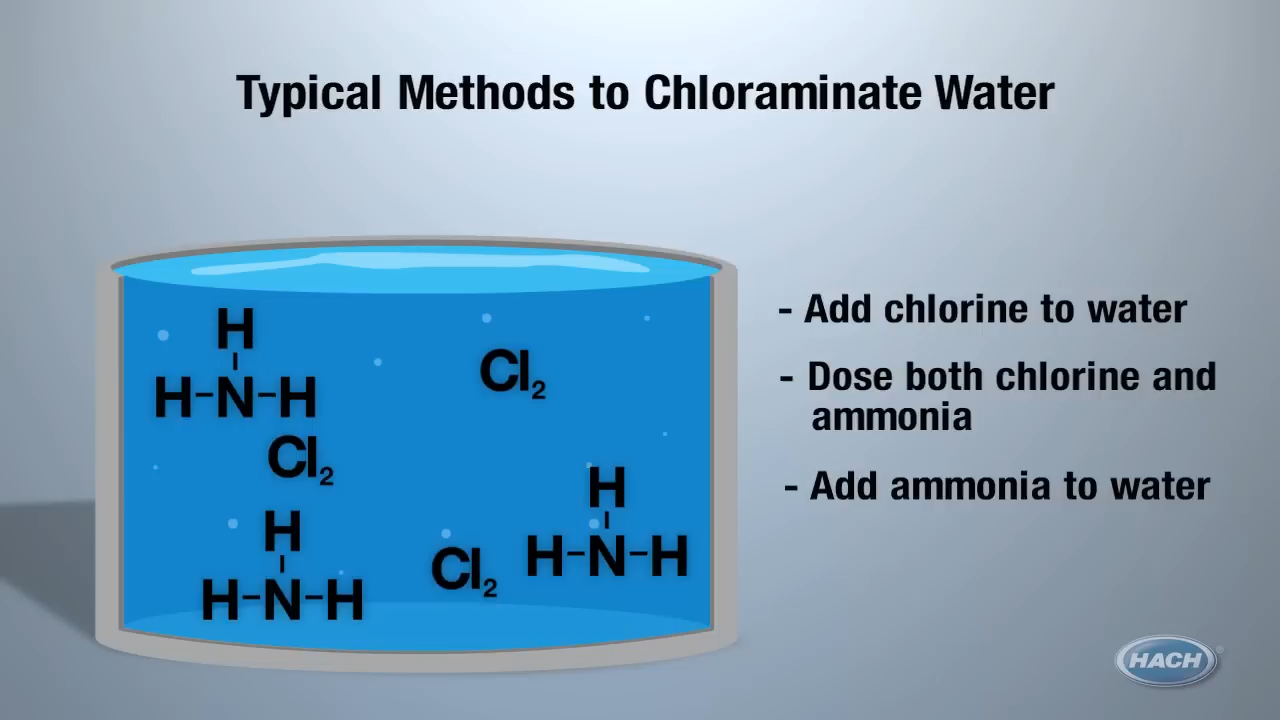 Typical Methods to Chloraminate Water
H
H-N-H
Cl₂
Cl₂
H
H-N-H
H
H-N-H
Cl₂
- Add chlorine to water
- Dose both chlorine and
ammonia
- Add ammonia to water
HACH®